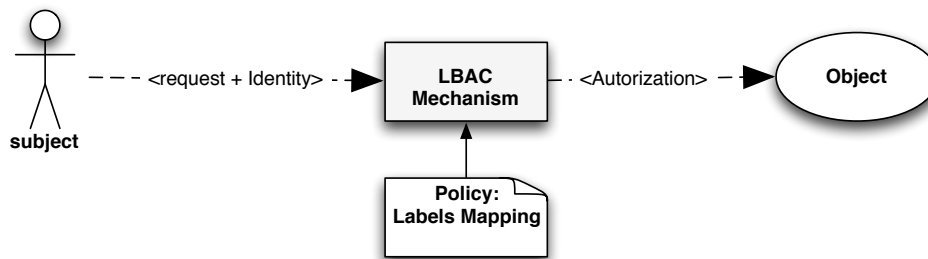 <request + Identity>
LBAC
Mechanism
<Autorization>
Object
subject
Policy:
Labels Mapping